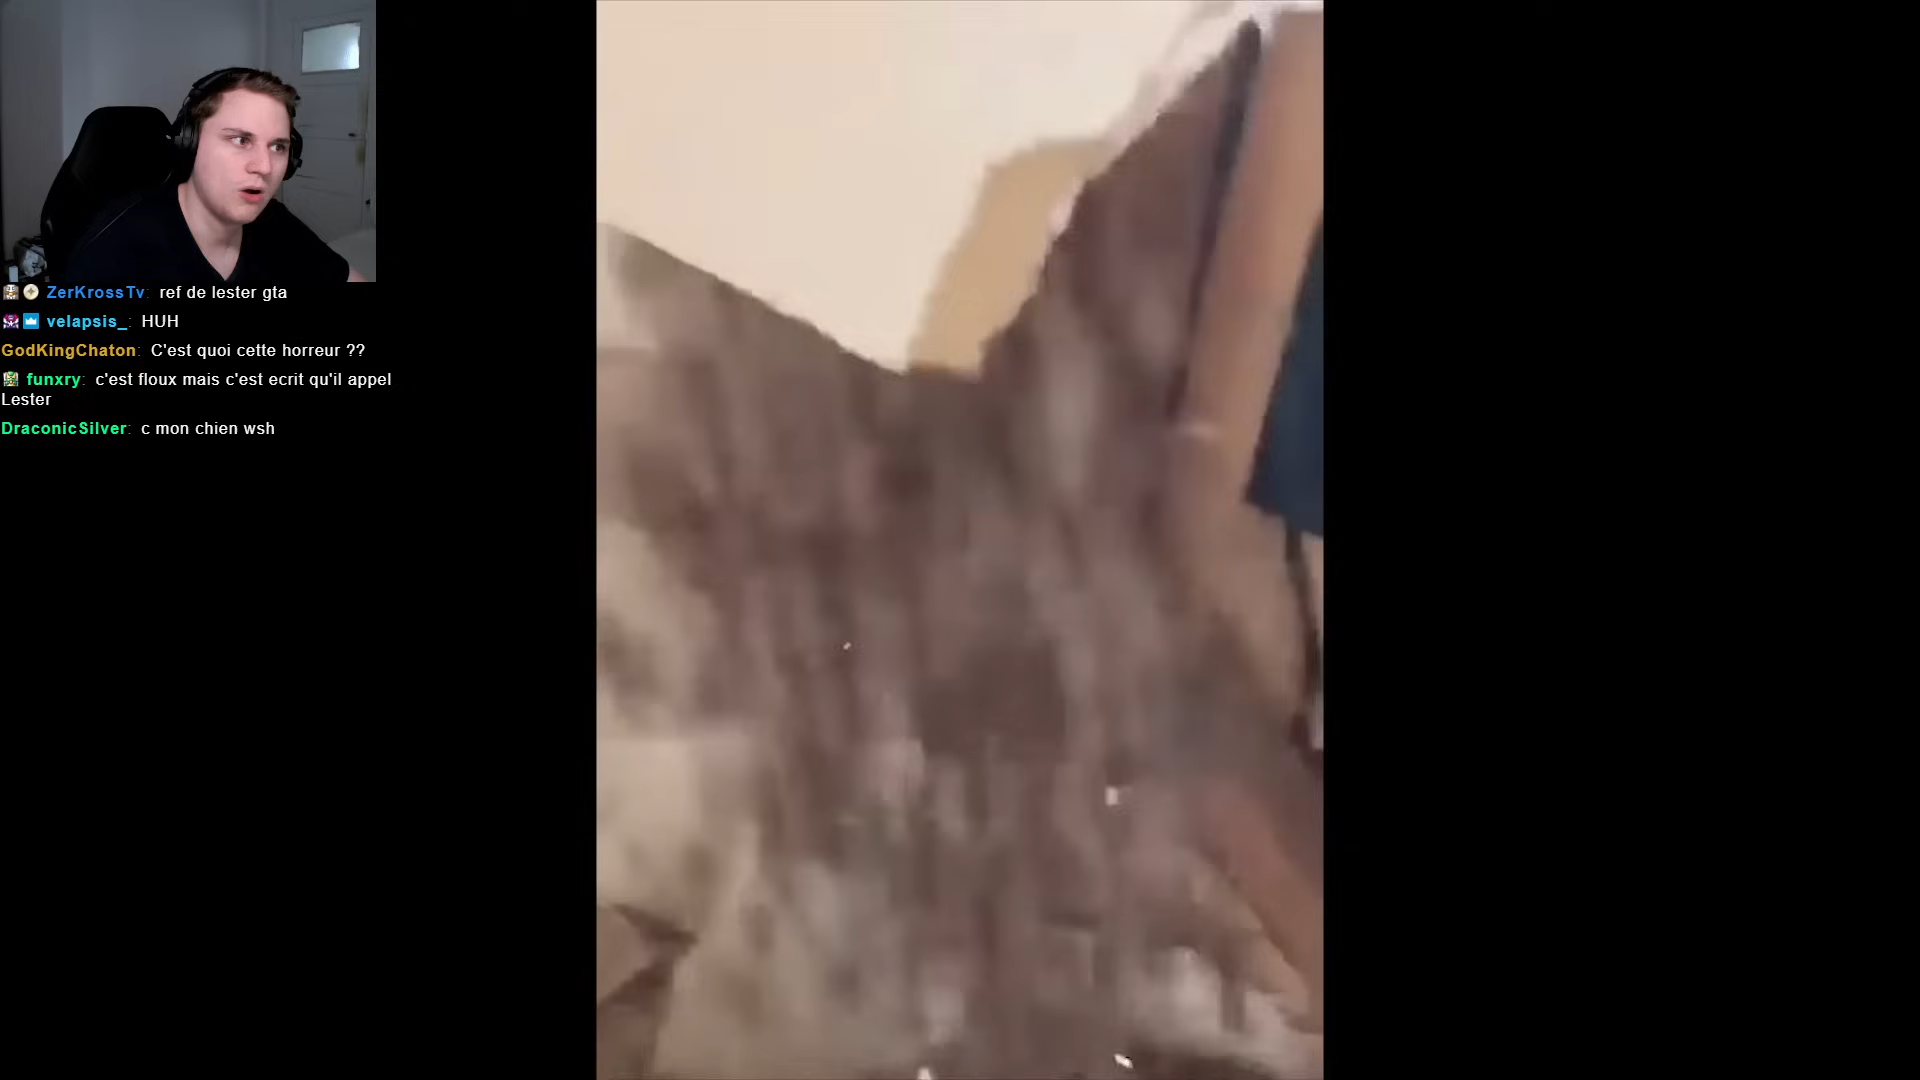 ZerKrossTv: ref de lester gta
velapsis_: HUH
GodKingChaton: C'est quoi cette horreur ??
funxry: c'est floux mais c'est ecrit qu'il appel
Lester
DraconicSilver: c mon chien wsh